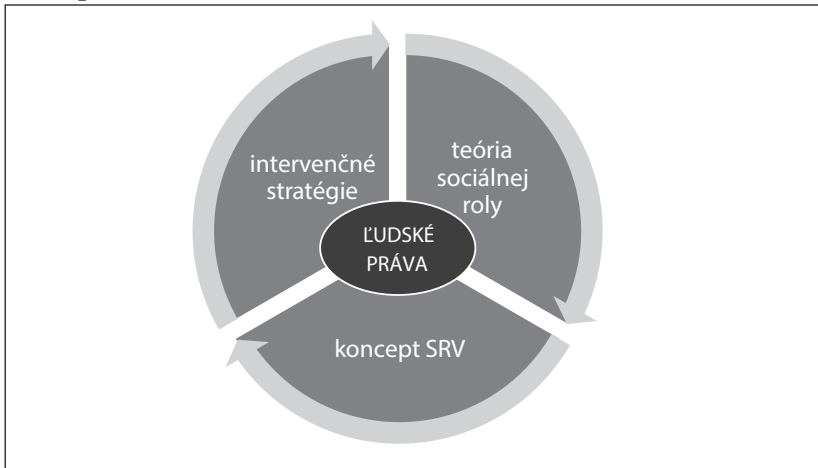 intervenčné
stratégie
teória
sociálnej
roly
ĽUDSKÉ
PRÁVA
koncept SRV